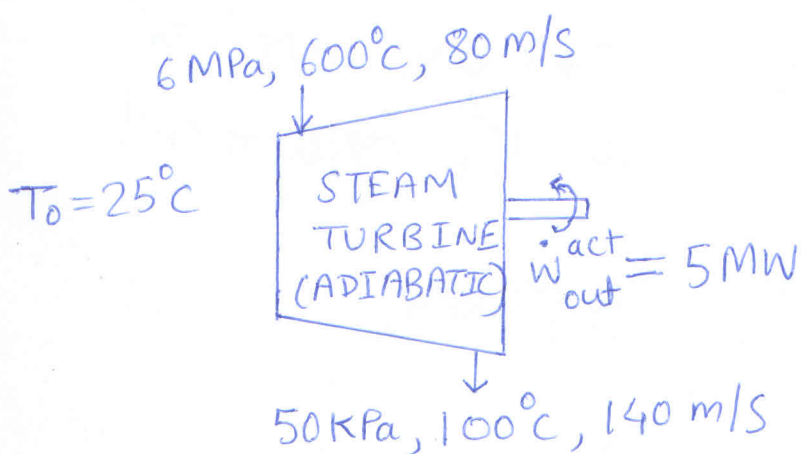 6 MPa, 600°C, 80 m/s
T₀ = 25°C
STEAM
TURBINE
(ADIABATIC)
ẇ act out = 5 MW
50 KPa, 100°C, 140 m/s